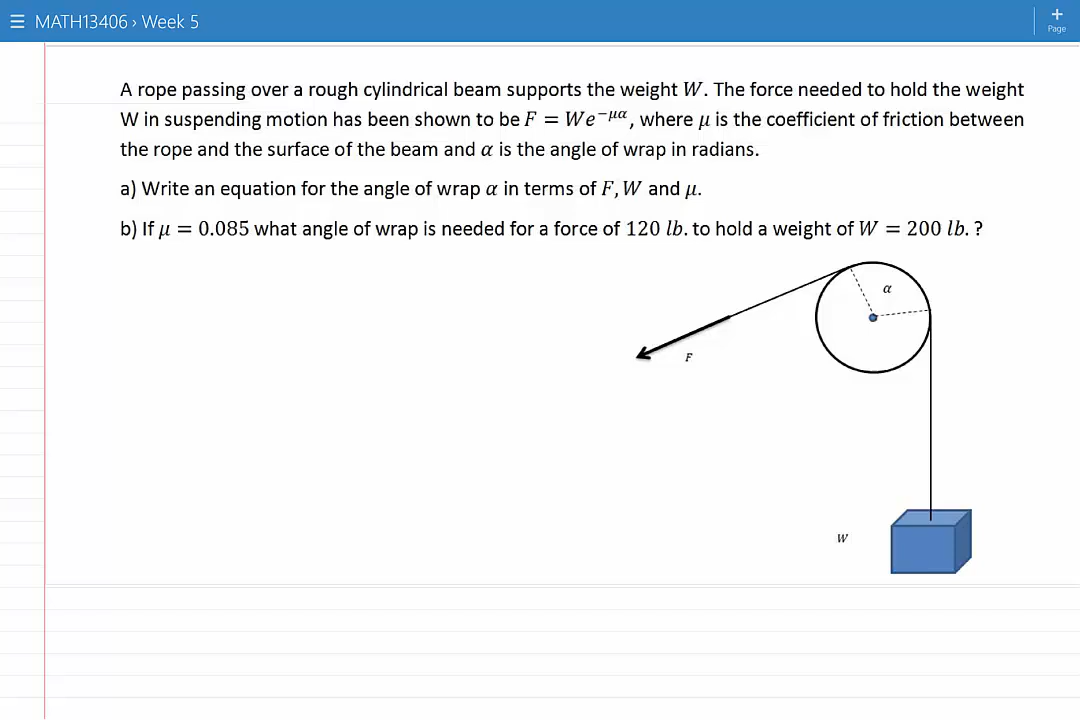 ☰ MATH13406 › Week 5
+
Page
A rope passing over a rough cylindrical beam supports the weight W. The force needed to hold the weight
W in suspending motion has been shown to be F = We^{−μα}, where μ is the coefficient of friction between
the rope and the surface of the beam and α is the angle of wrap in radians.
a) Write an equation for the angle of wrap α in terms of F, W and μ.
b) If μ = 0.085 what angle of wrap is needed for a force of 120 lb. to hold a weight of W = 200 lb. ?
α
F
W